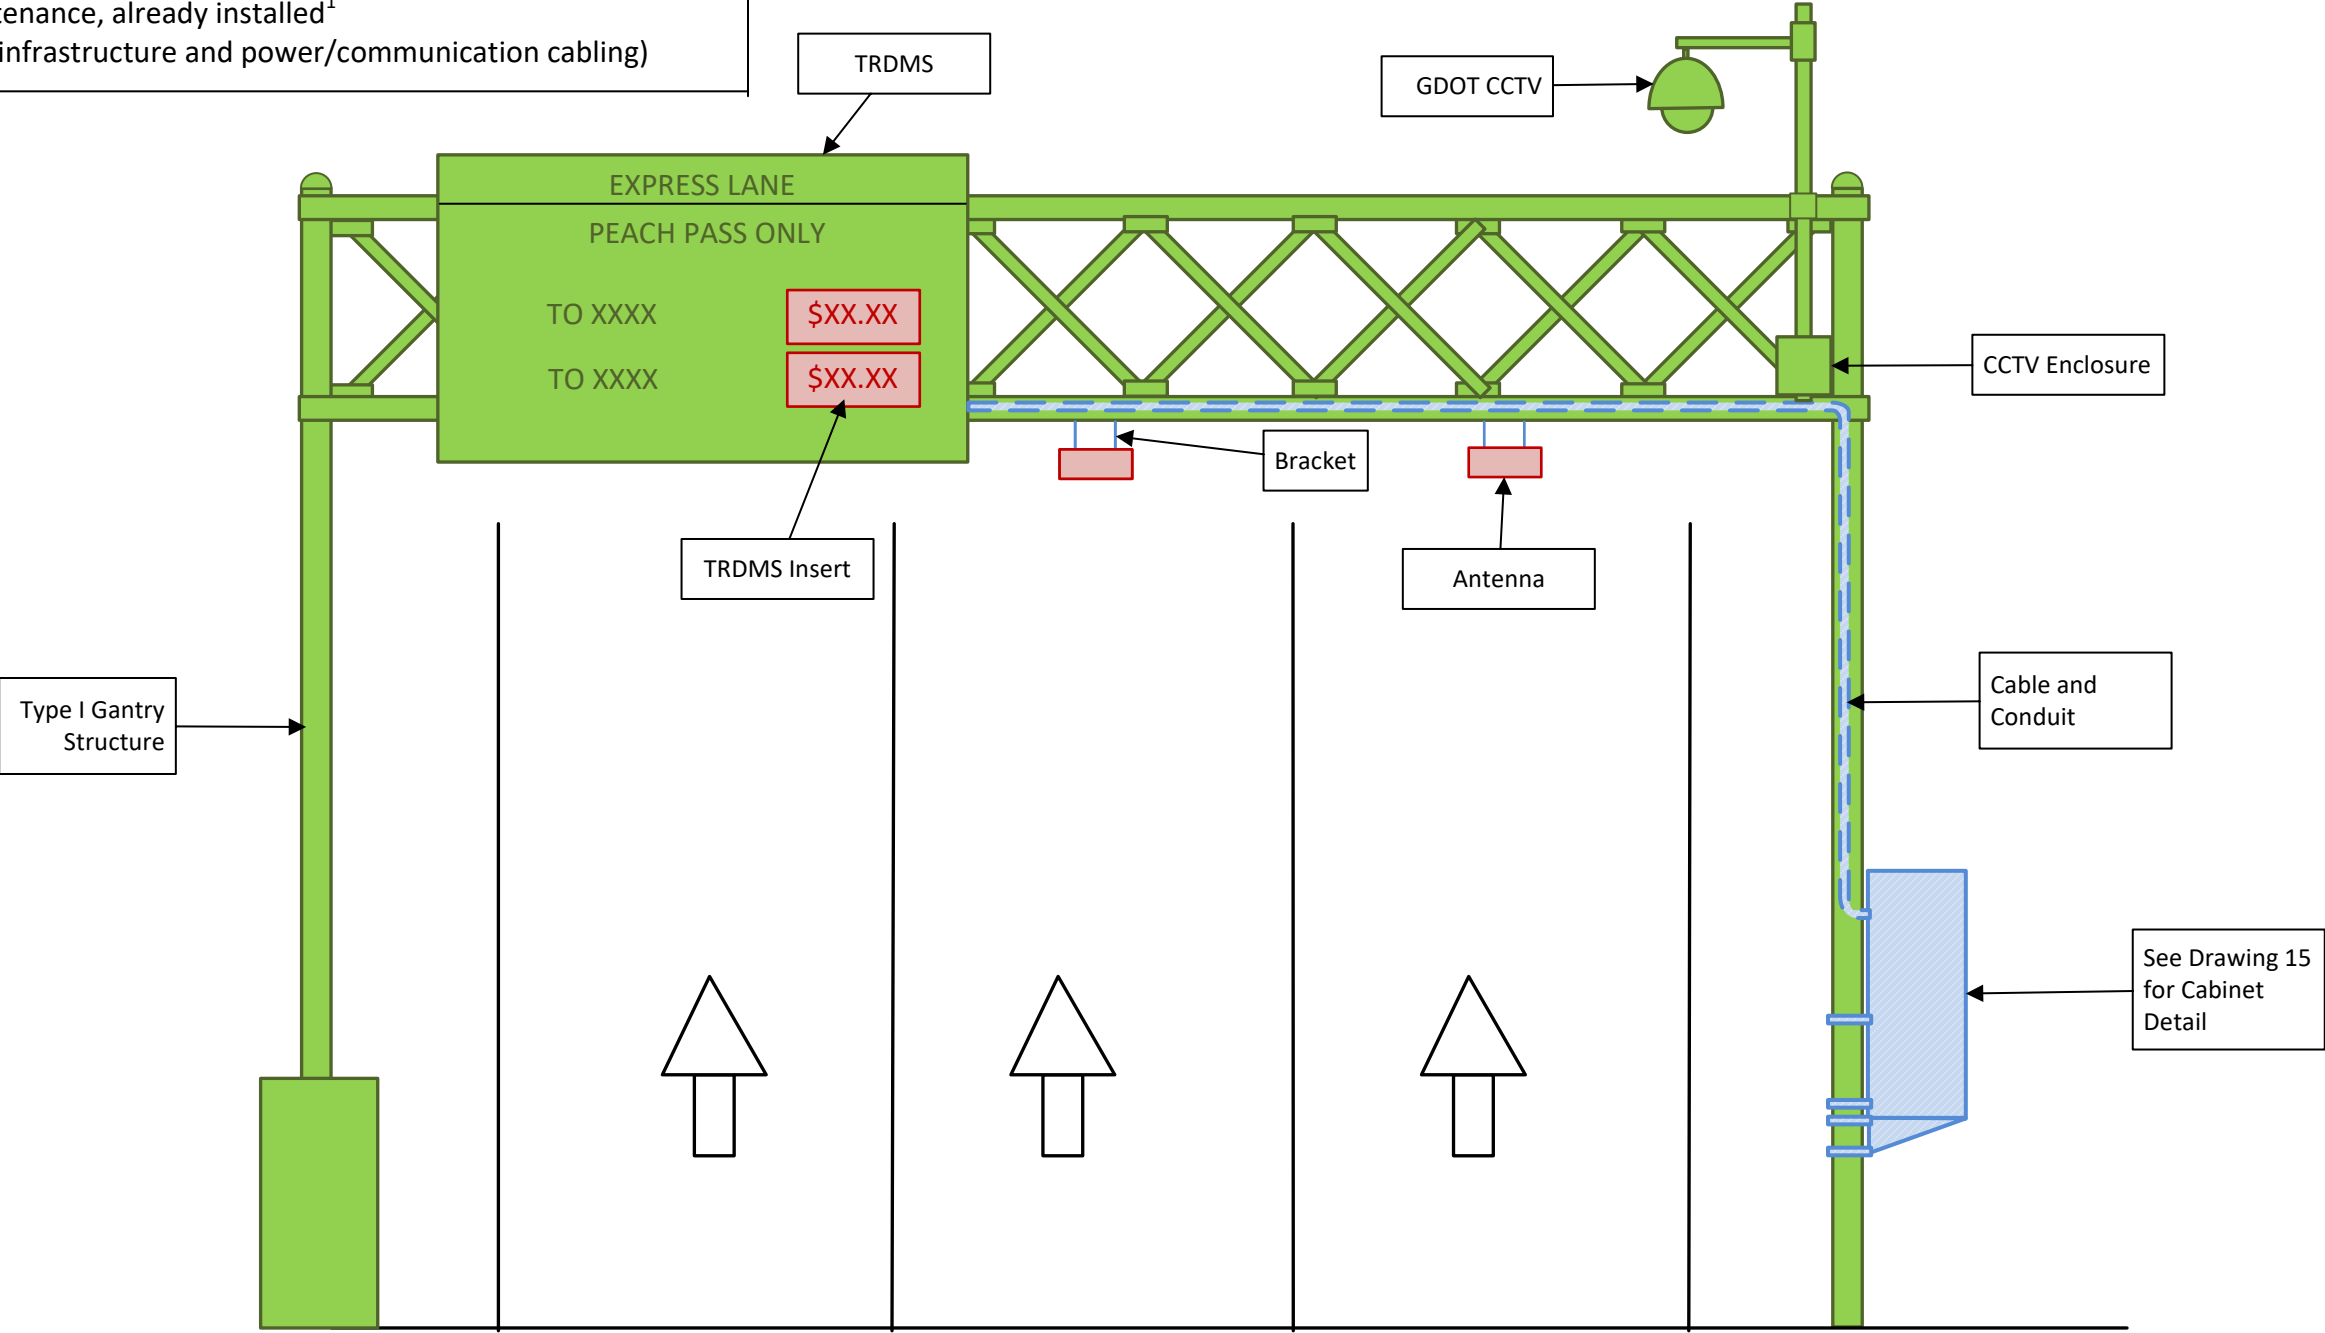 tenance, already installed¹
infrastructure and power/communication cabling)
TRDMS
GDOT CCTV
EXPRESS LANE
PEACH PASS ONLY
TO XXXX $XX.XX
TO XXXX $XX.XX
CCTV Enclosure
Bracket
TRDMS Insert
Antenna
Type I Gantry
Structure
Cable and
Conduit
See Drawing 15
for Cabinet
Detail